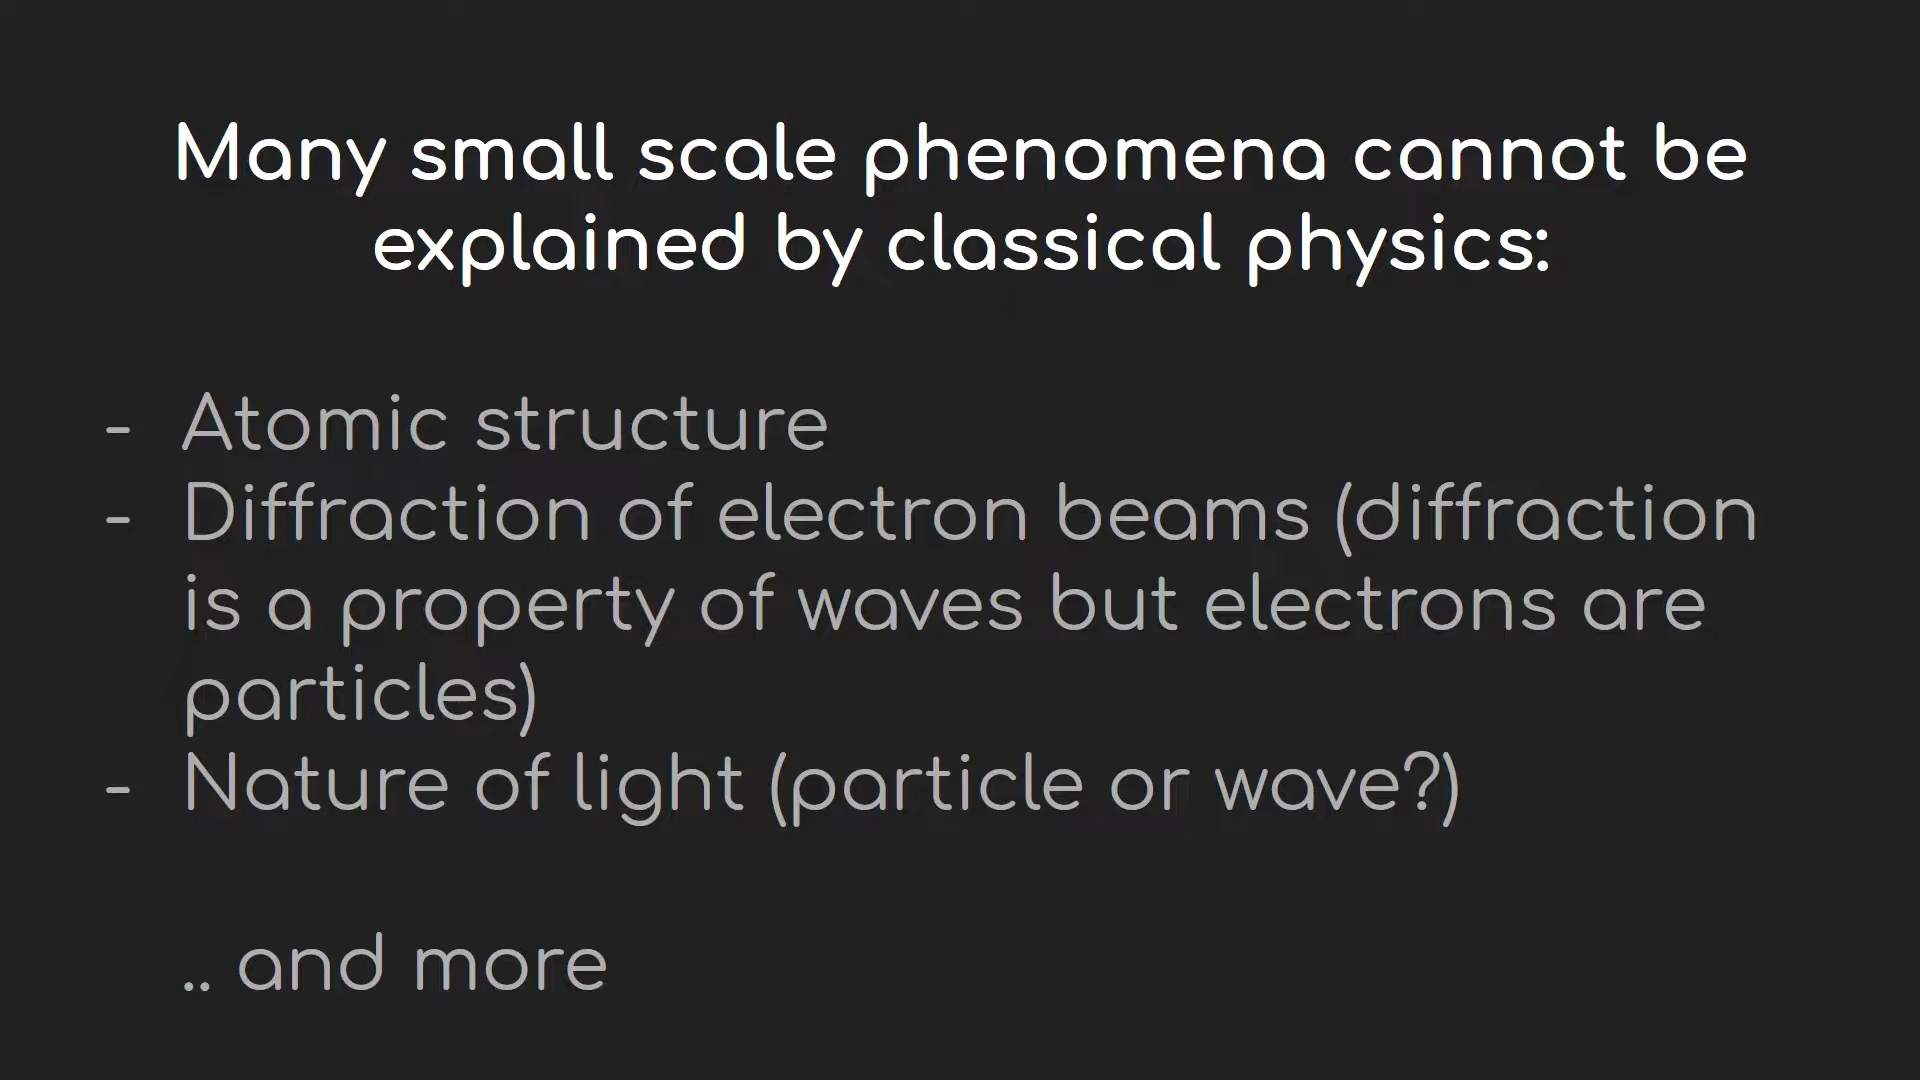 Many small scale phenomena cannot be
explained by classical physics:
- Atomic structure
- Diffraction of electron beams (diffraction
is a property of waves but electrons are
particles)
- Nature of light (particle or wave?)
.. and more